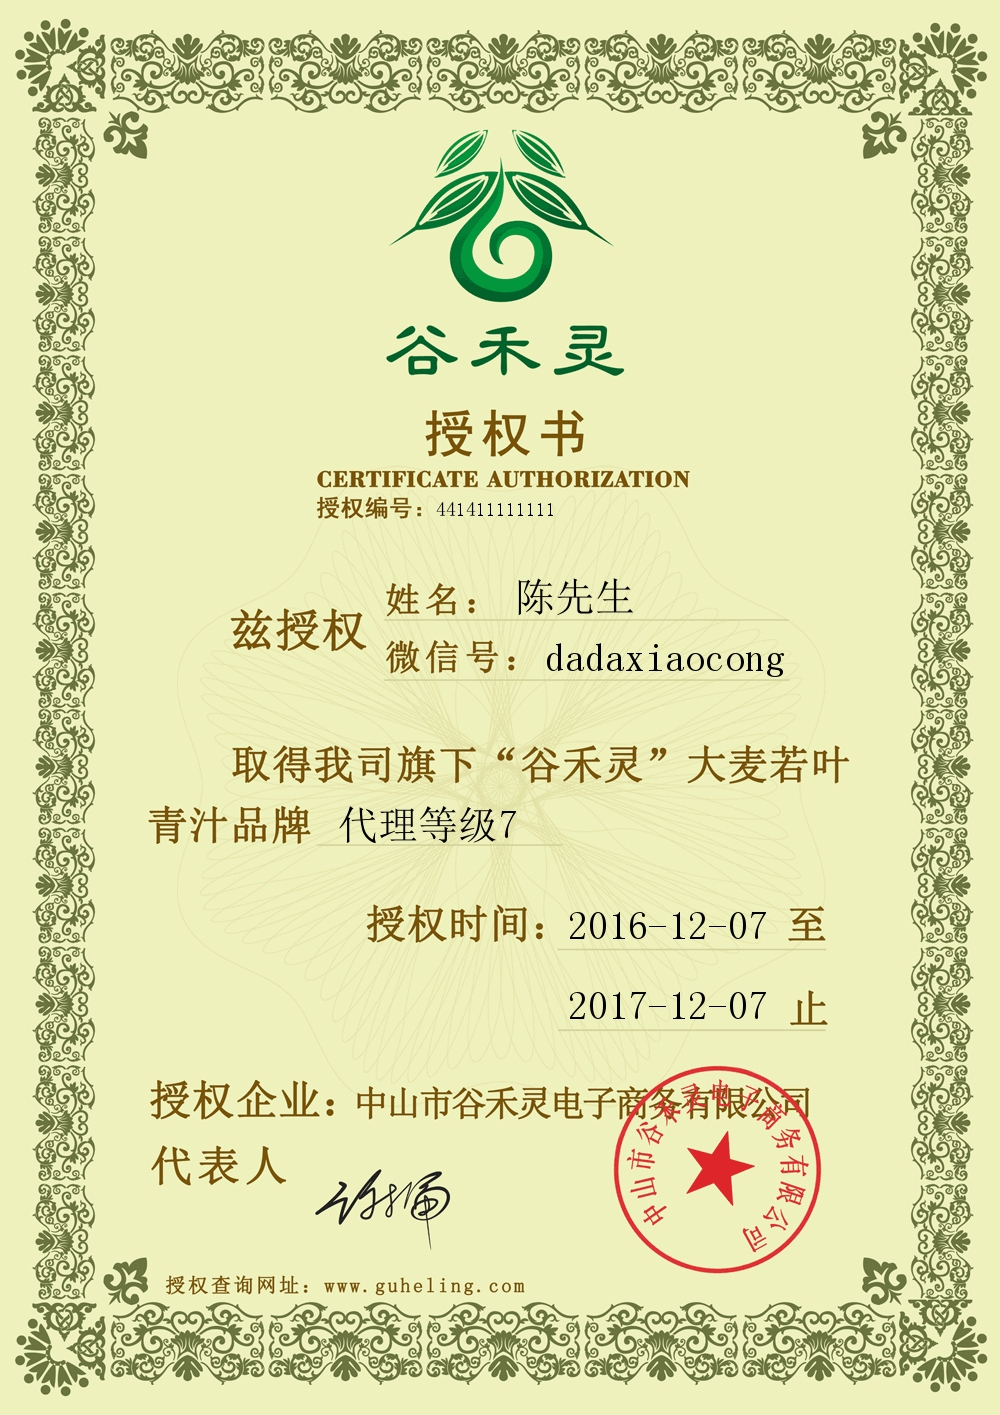 谷禾灵
授权书
CERTIFICATE AUTHORIZATION
授权编号：441411111111
兹授权
姓名： 陈先生
微信号： dadaxiaocong
取得我司旗下“谷禾灵”大麦若叶
青汁品牌 代理等级7
授权时间：2016-12-07 至
2017-12-07 止
授权企业：中山市谷禾灵电子商务有限公司
代表人
中山市谷禾灵电子商务有限公司
授权查询网址：www.guheling.com